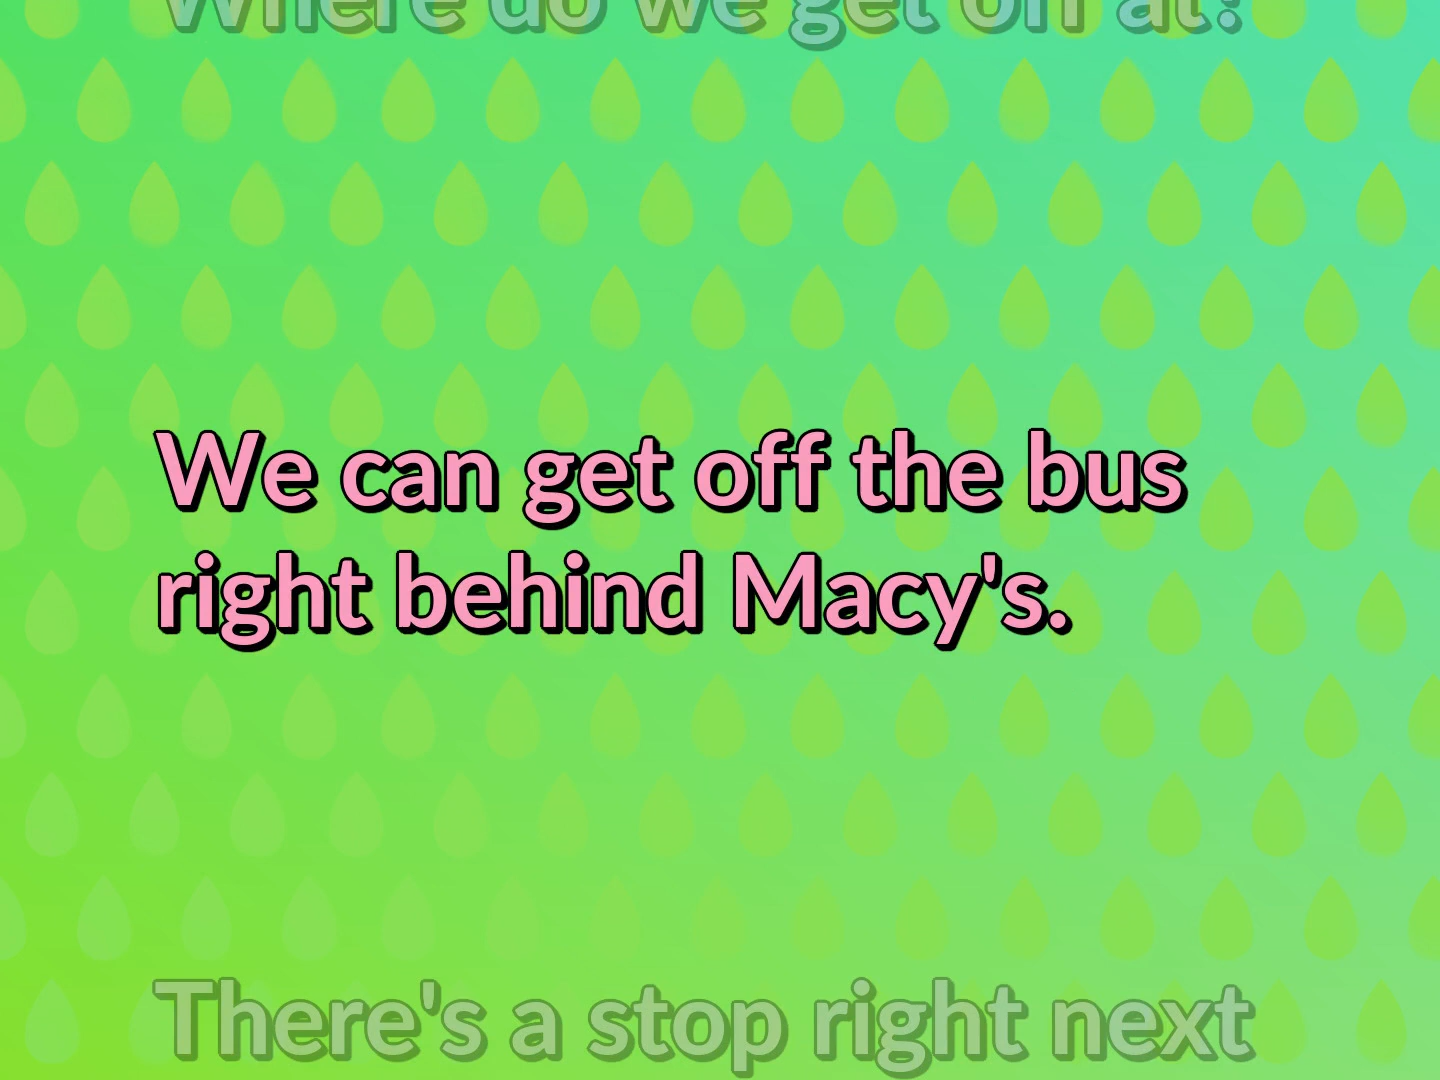 Where do we get off at?
We can get off the bus
right behind Macy's.
There's a stop right next